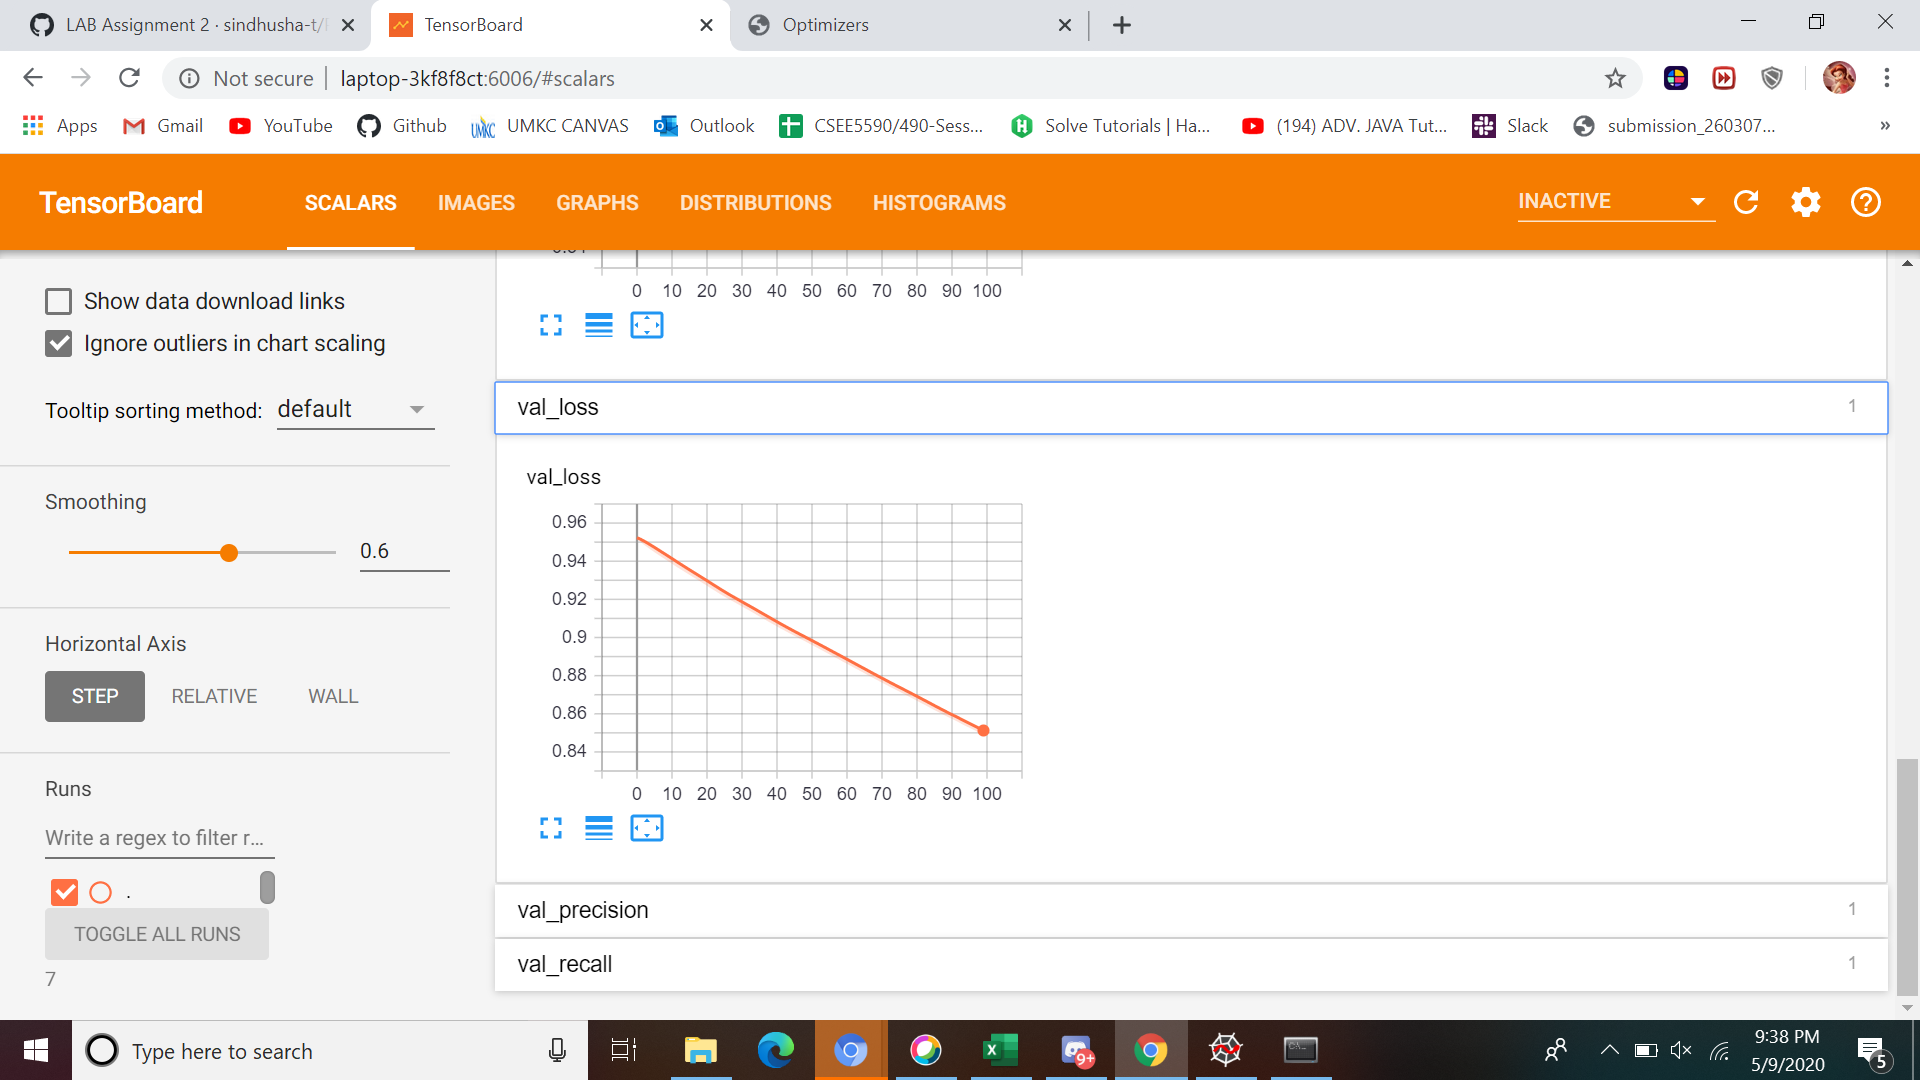 LAB Assignment 2 · sindhusha-t/
TensorBoard
Optimizers
Not secure
laptop-3kf8f8ct:6006/#scalars
Apps
Gmail
YouTube
Github
UMKC
UMKC CANVAS
Outlook
CSEE5590/490-Sess...
Solve Tutorials | Ha...
(194) ADV. JAVA Tut...
Slack
submission_260307...
»
TensorBoard
SCALARS
IMAGES
GRAPHS
DISTRIBUTIONS
HISTOGRAMS
INACTIVE
Show data download links
Ignore outliers in chart scaling
Tooltip sorting method: default
Smoothing
0.6
Horizontal Axis
STEP
RELATIVE
WALL
Runs
Write a regex to filter r...
.
TOGGLE ALL RUNS
7
0 10 20 30 40 50 60 70 80 90 100
val_loss
1
val_loss
0.96
0.94
0.92
0.9
0.88
0.86
0.84
0 10 20 30 40 50 60 70 80 90 100
val_precision
1
val_recall
1
Type here to search
9+
9:38 PM
5/9/2020
5